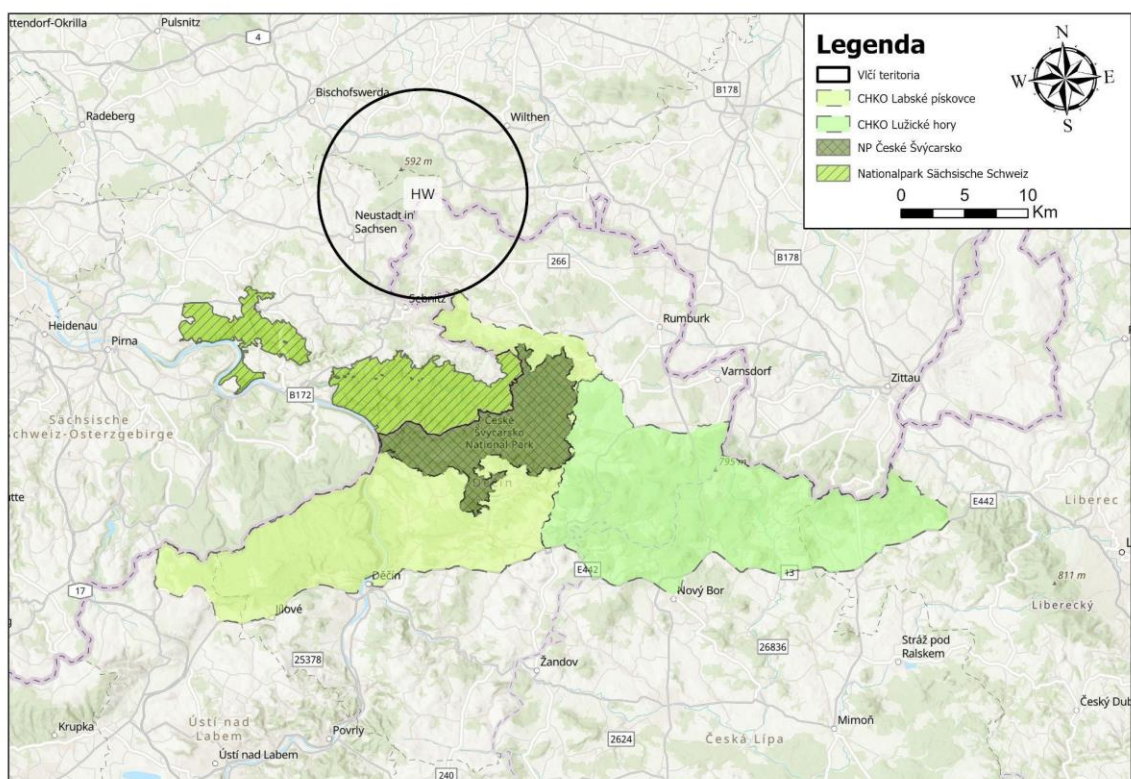 ttendorf-Okrilla
Pulsnitz
4
Legenda
Vlčí teritoria
CHKO Labské pískovce
CHKO Lužické hory
NP České Švýcarsko
Nationalpark Sächsische Schweiz
N
W
E
S
0 5 10
Km
Bischofswerda
B178
Radeberg
Wilthen
592 m
HW
Neustadt in
Sachsen
266
B178
Sebnitz
Heidenau
Pirna
Rumburk
Varnsdorf
Zittau
B172
Sächsische
Schweiz-Osterzgebirge
České
Švýcarsko
National Park
795 m
E442
Liberec
17
Děčín
E442
13
811 m
Jílové
Nový Bor
Liberecký
25378
26836
Stráž pod
Ralskem
Žandov
Český Dub
Krupka
Ústí nad
Labem
Povrly
Mimoň
2624
Česká Lípa
Ústí nad Labem
240